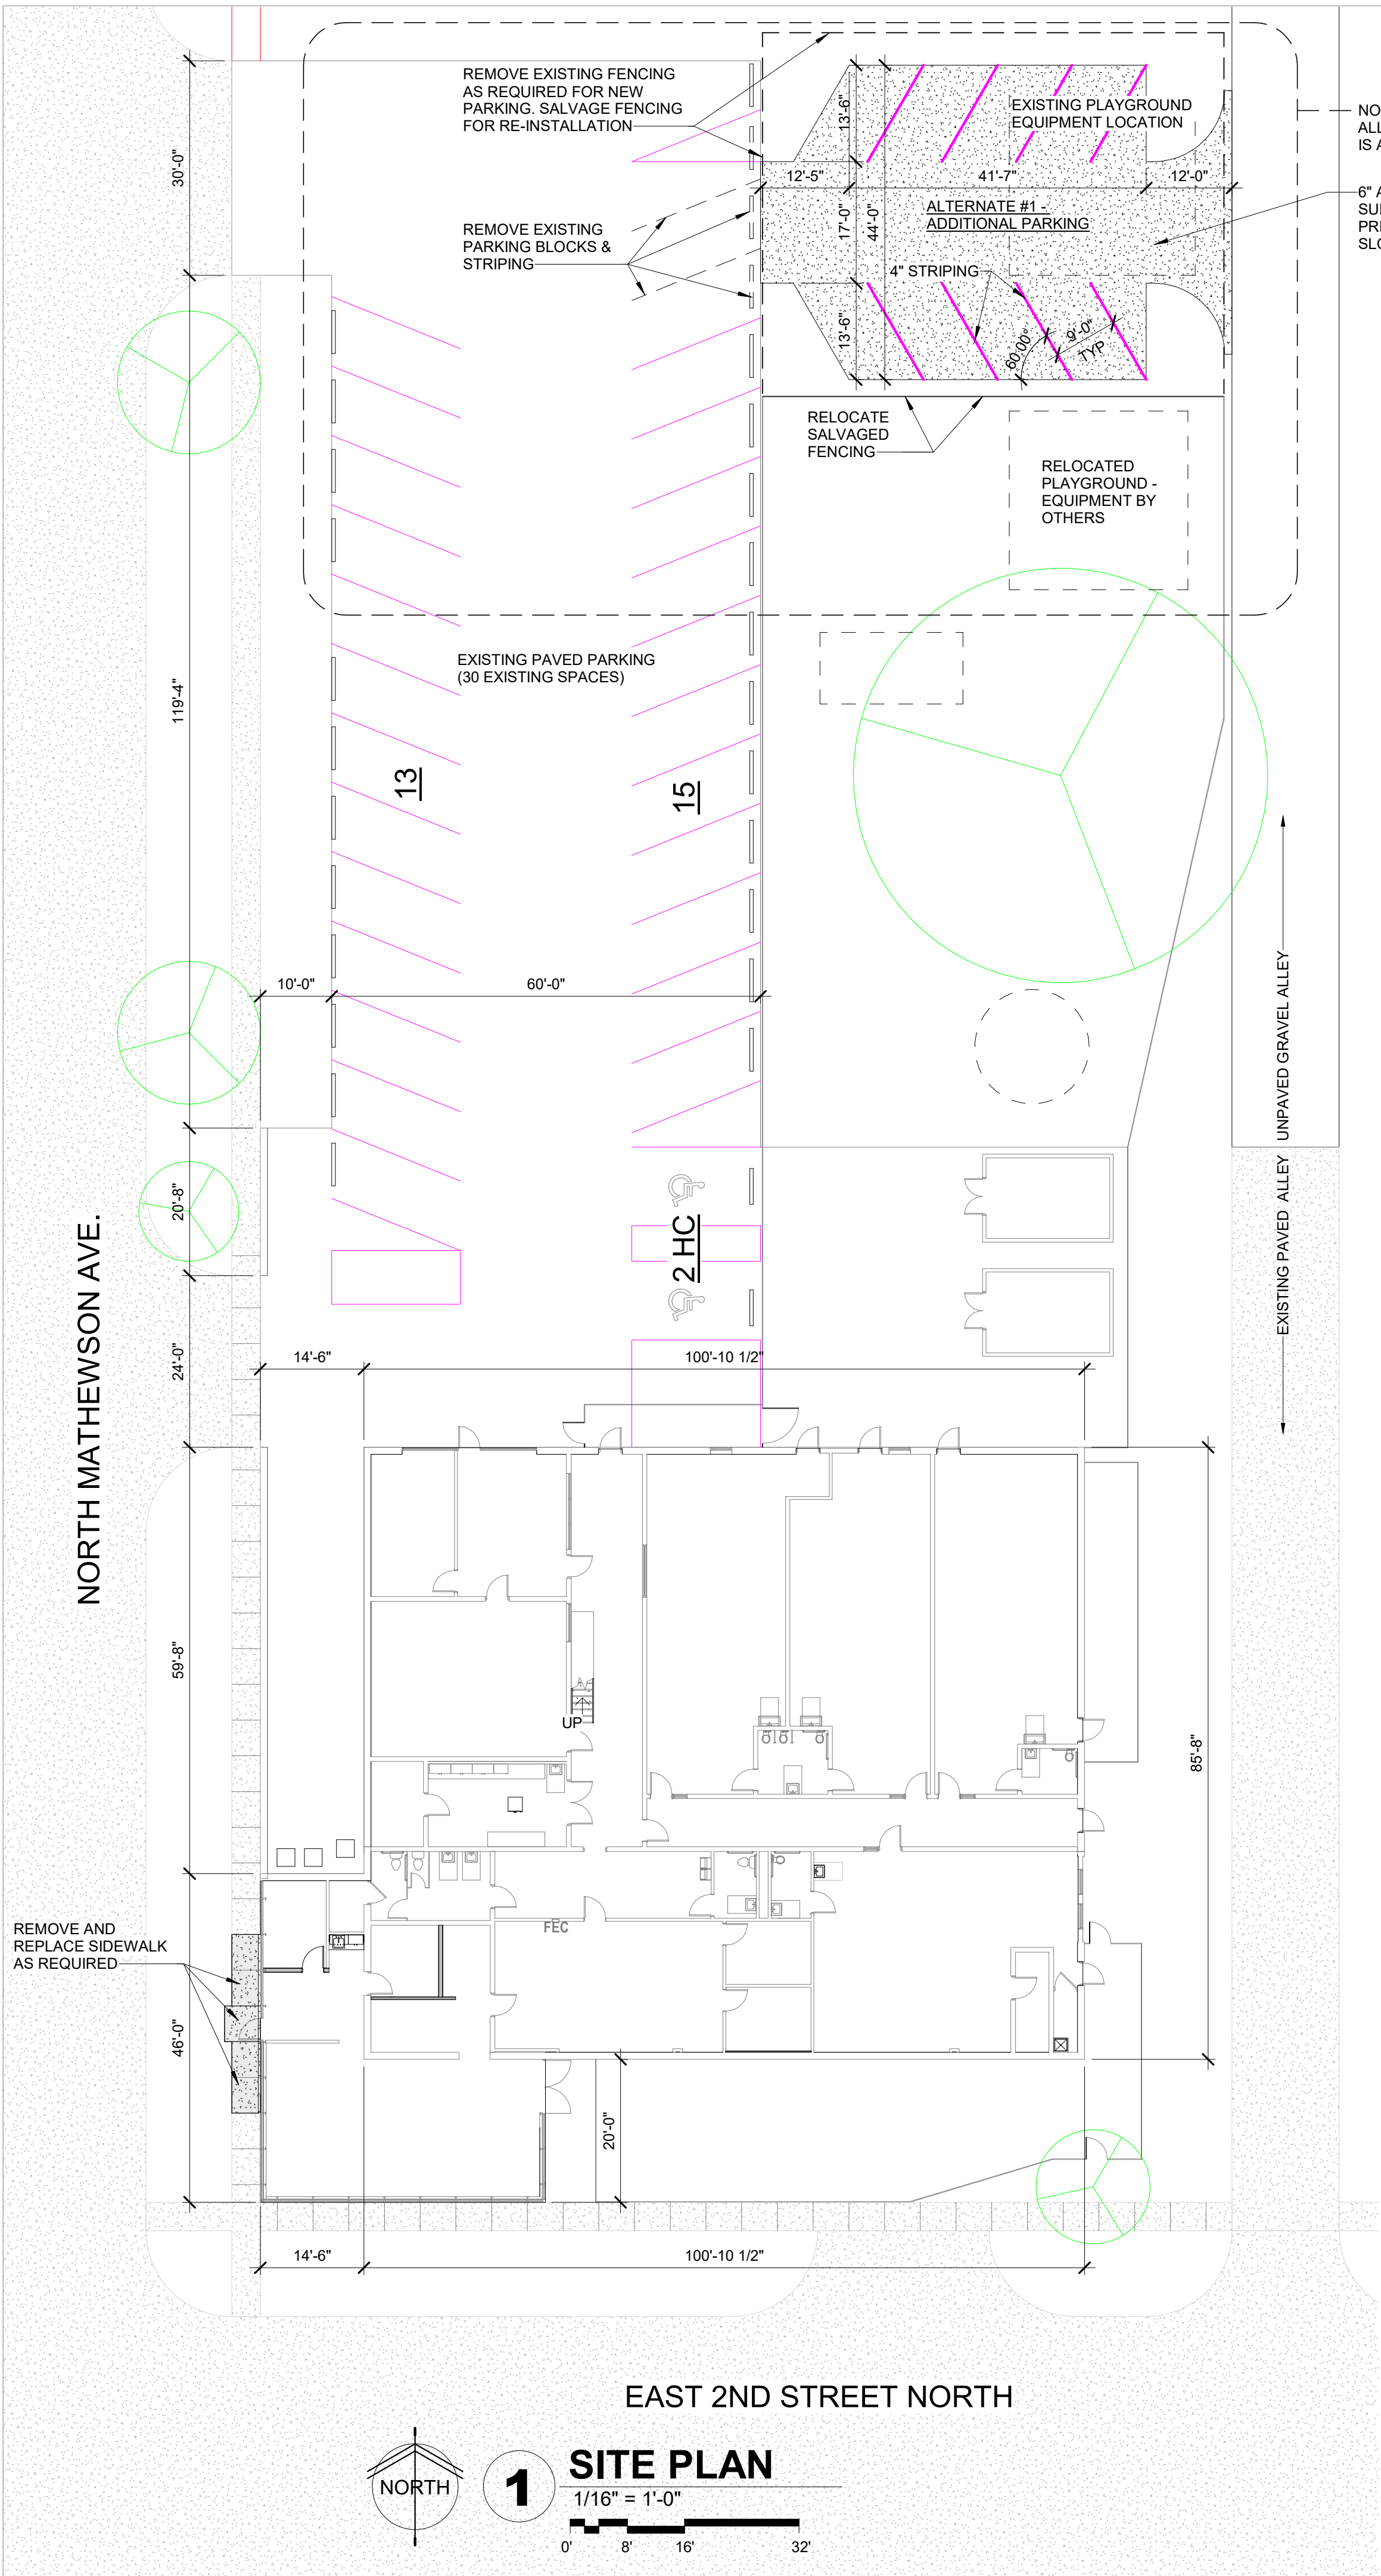 REMOVE EXISTING FENCING
AS REQUIRED FOR NEW
PARKING. SALVAGE FENCING
FOR RE-INSTALLATION
EXISTING PLAYGROUND
EQUIPMENT LOCATION
NO
ALL
IS A
13'-6"
30'-0"
12'-5"
41'-7"
12'-0"
6" A
SU
PR
SLO
ALTERNATE #1 -
ADDITIONAL PARKING
17'-0"
44'-0"
REMOVE EXISTING
PARKING BLOCKS &
STRIPING
4" STRIPING
13'-6"
60.00°
9'-0"
TYP
RELOCATE
SALVAGED
FENCING
RELOCATED
PLAYGROUND -
EQUIPMENT BY
OTHERS
EXISTING PAVED PARKING
(30 EXISTING SPACES)
119'-4"
13
15
10'-0"
60'-0"
UNPAVED GRAVEL ALLEY
EXISTING PAVED ALLEY
20'-8"
2 HC
NORTH MATHEWSON AVE.
24'-0"
14'-6"
100'-10 1/2"
59'-8"
UP
85'-8"
FEC
REMOVE AND
REPLACE SIDEWALK
AS REQUIRED
46'-0"
20'-0"
14'-6"
100'-10 1/2"
EAST 2ND STREET NORTH
NORTH
1
SITE PLAN
1/16" = 1'-0"
0' 8' 16' 32'